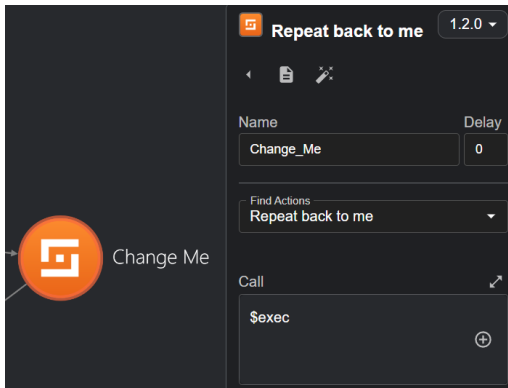 Repeat back to me
1.2.0
Name
Delay
Change_Me
0
Find Actions
Repeat back to me
Change Me
Call
$exec